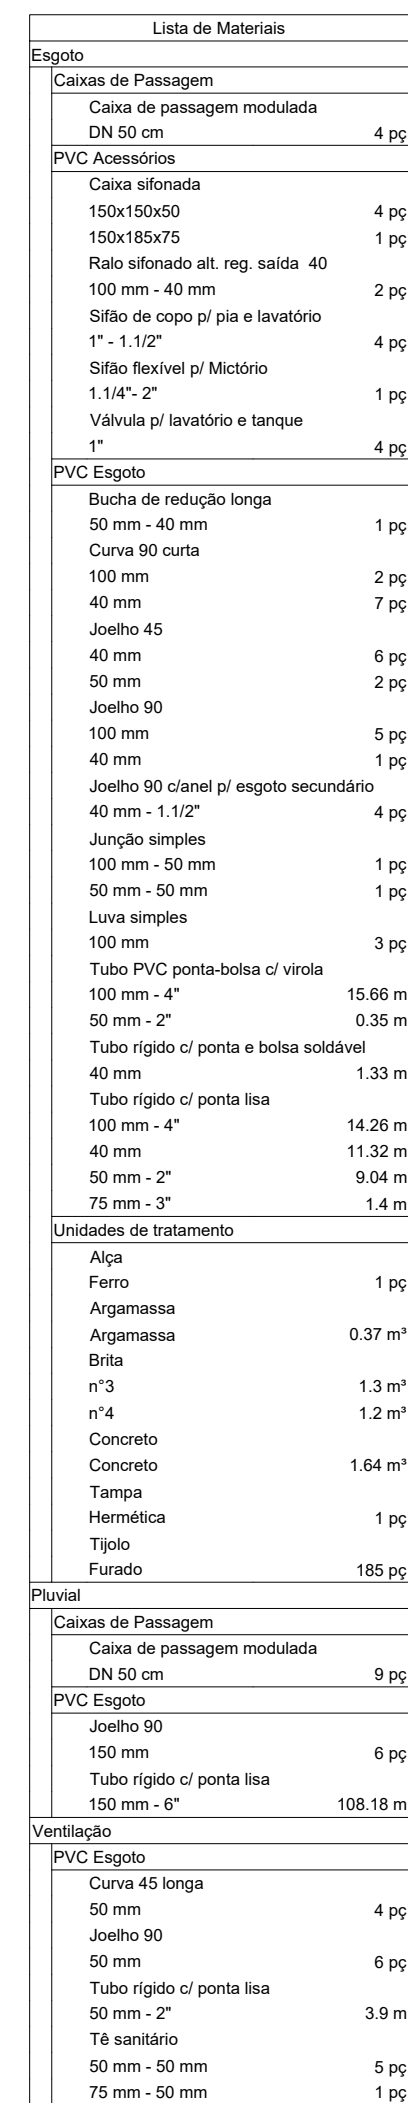 Lista de Materiais
Esgoto
Caixas de Passagem
Caixa de passagem modulada
DN 50 cm 4 pç
PVC Acessórios
Caixa sifonada
150x150x50 4 pç
150x185x75 1 pç
Ralo sifonado alt. reg. saída 40
100 mm - 40 mm 2 pç
Sifão de copo p/ pia e lavatório
1" - 1.1/2" 4 pç
Sifão flexível p/ Mictório
1.1/4"- 2" 1 pç
Válvula p/ lavatório e tanque
1" 4 pç
PVC Esgoto
Bucha de redução longa
50 mm - 40 mm 1 pç
Curva 90 curta
100 mm 2 pç
40 mm 7 pç
Joelho 45
40 mm 6 pç
50 mm 2 pç
Joelho 90
100 mm 5 pç
40 mm 1 pç
Joelho 90 c/anel p/ esgoto secundário
40 mm - 1.1/2" 4 pç
Junção simples
100 mm - 50 mm 1 pç
50 mm - 50 mm 1 pç
Luva simples
100 mm 3 pç
Tubo PVC ponta-bolsa c/ virola
100 mm - 4" 15.66 m
50 mm - 2" 0.35 m
Tubo rígido c/ ponta e bolsa soldável
40 mm 1.33 m
Tubo rígido c/ ponta lisa
100 mm - 4" 14.26 m
40 mm 11.32 m
50 mm - 2" 9.04 m
75 mm - 3" 1.4 m
Unidades de tratamento
Alça
Ferro 1 pç
Argamassa
Argamassa 0.37 m³
Brita
n°3 1.3 m³
n°4 1.2 m³
Concreto
Concreto 1.64 m³
Tampa
Hermética 1 pç
Tijolo
Furado 185 pç
Pluvial
Caixas de Passagem
Caixa de passagem modulada
DN 50 cm 9 pç
PVC Esgoto
Joelho 90
150 mm 6 pç
Tubo rígido c/ ponta lisa
150 mm - 6" 108.18 m
Ventilação
PVC Esgoto
Curva 45 longa
50 mm 4 pç
Joelho 90
50 mm 6 pç
Tubo rígido c/ ponta lisa
50 mm - 2" 3.9 m
Tê sanitário
50 mm - 50 mm 5 pç
75 mm - 50 mm 1 pç